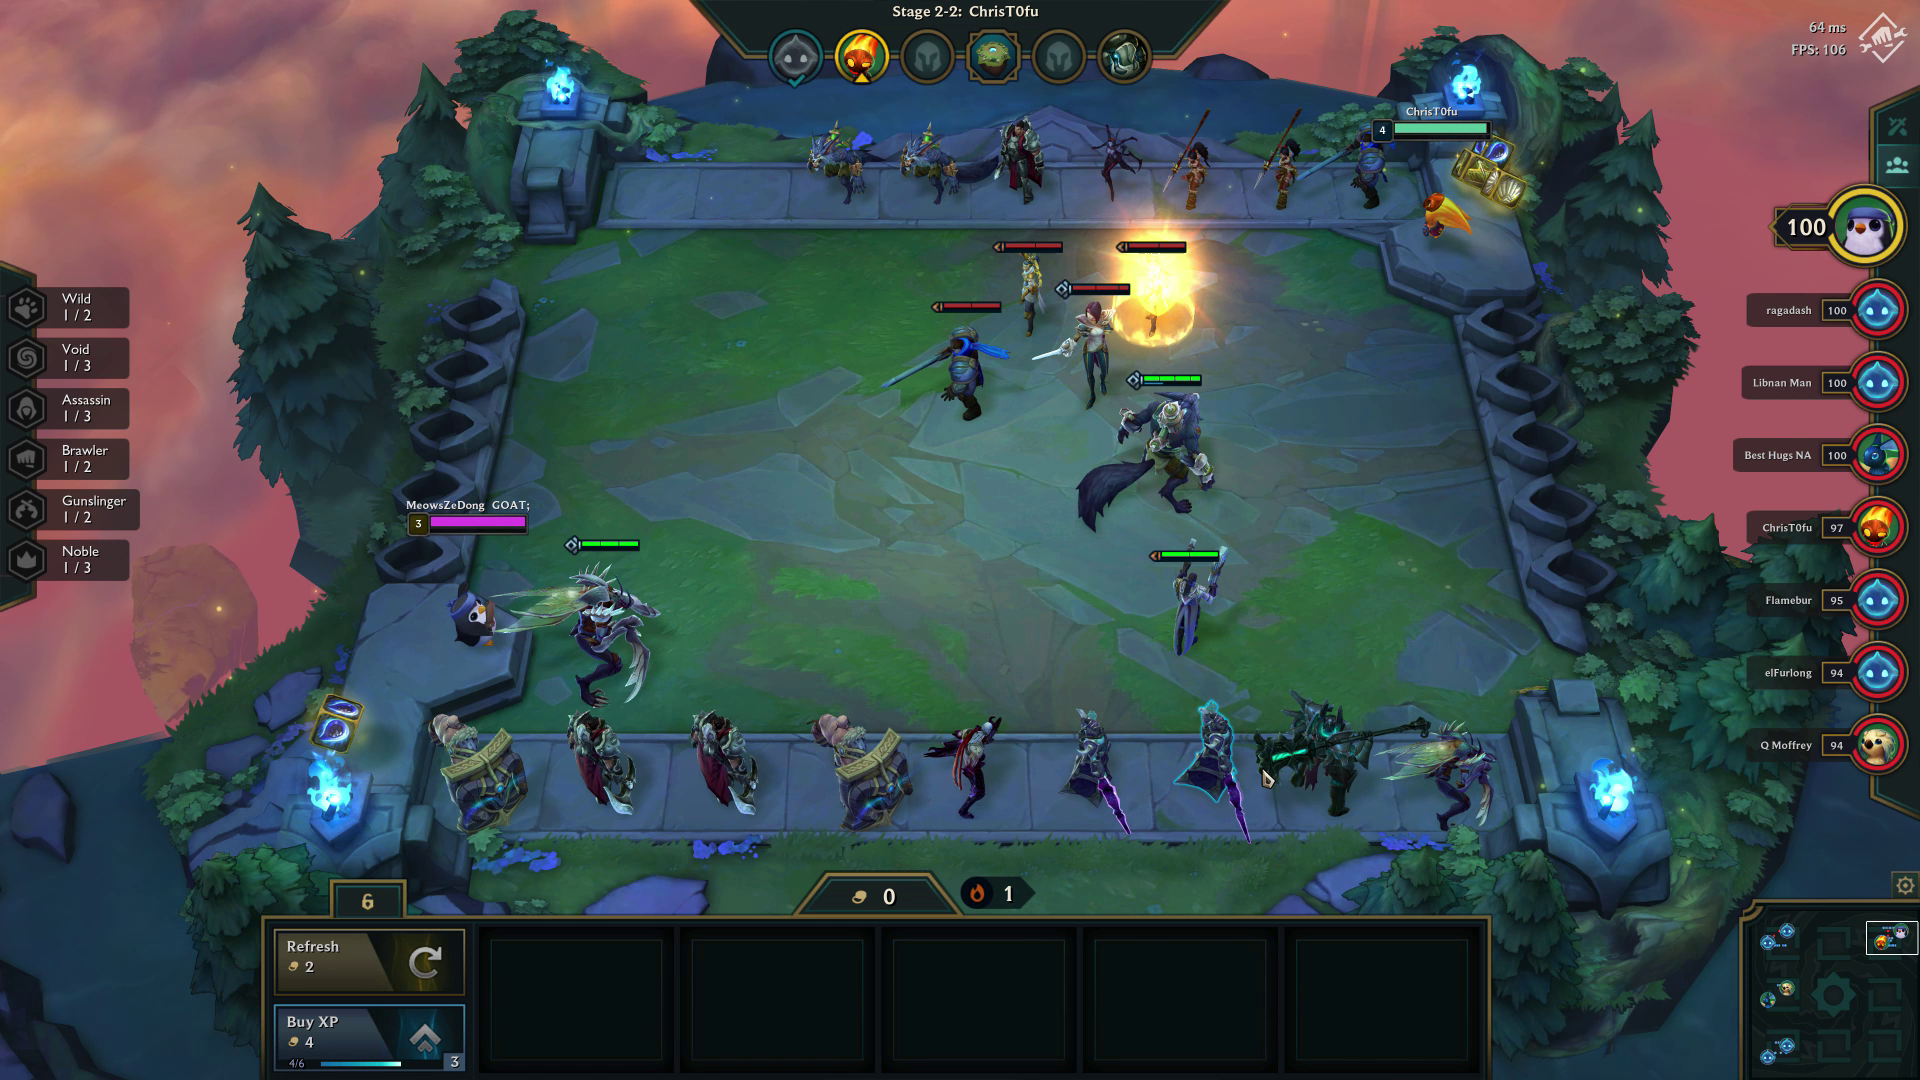 Stage 2-2: ChrisT0fu
64 ms
FPS: 106
ChrisT0fu
4
100
Wild
1 / 2
Void
1 / 3
Assassin
1 / 3
Brawler
1 / 2
Gunslinger
1 / 2
Noble
1 / 3
MeowsZeDong GOAT;
3
ragadash 100
Libnan Man 100
Best Hugs NA 100
ChrisT0fu 97
Flamebur 95
elFurlong 94
Q Moffrey 94
6
0
1
Refresh
2
Buy XP
4
4/6
3